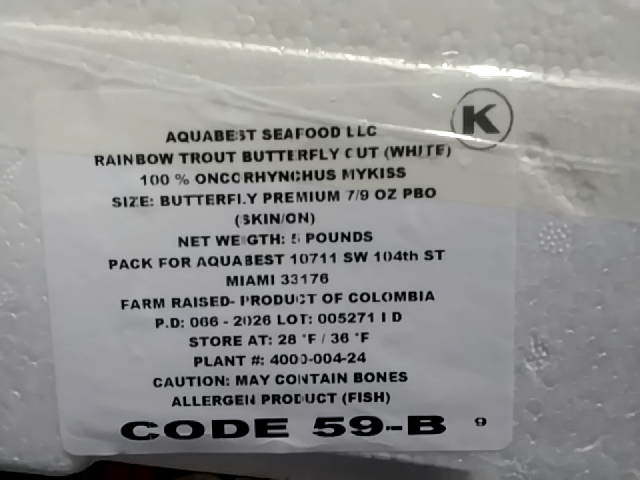 K
AQUABEST SEAFOOD LLC
RAINBOW TROUT BUTTERFLY CUT (WHITE)
100 % ONCORHYNCHUS MYKISS
SIZE: BUTTERFLY PREMIUM 7/9 OZ PBO
(SKIN/ON)
NET WEIGTH: 5 POUNDS
PACK FOR AQUABEST 10711 SW 104th ST
MIAMI 33176
FARM RAISED- PRODUCT OF COLOMBIA
P.D: 066 - 2026 LOT: 005271 I D
STORE AT: 28 °F / 36 °F
PLANT #: 4000-004-24
CAUTION: MAY CONTAIN BONES
ALLERGEN PRODUCT (FISH)
CODE 59-B 9